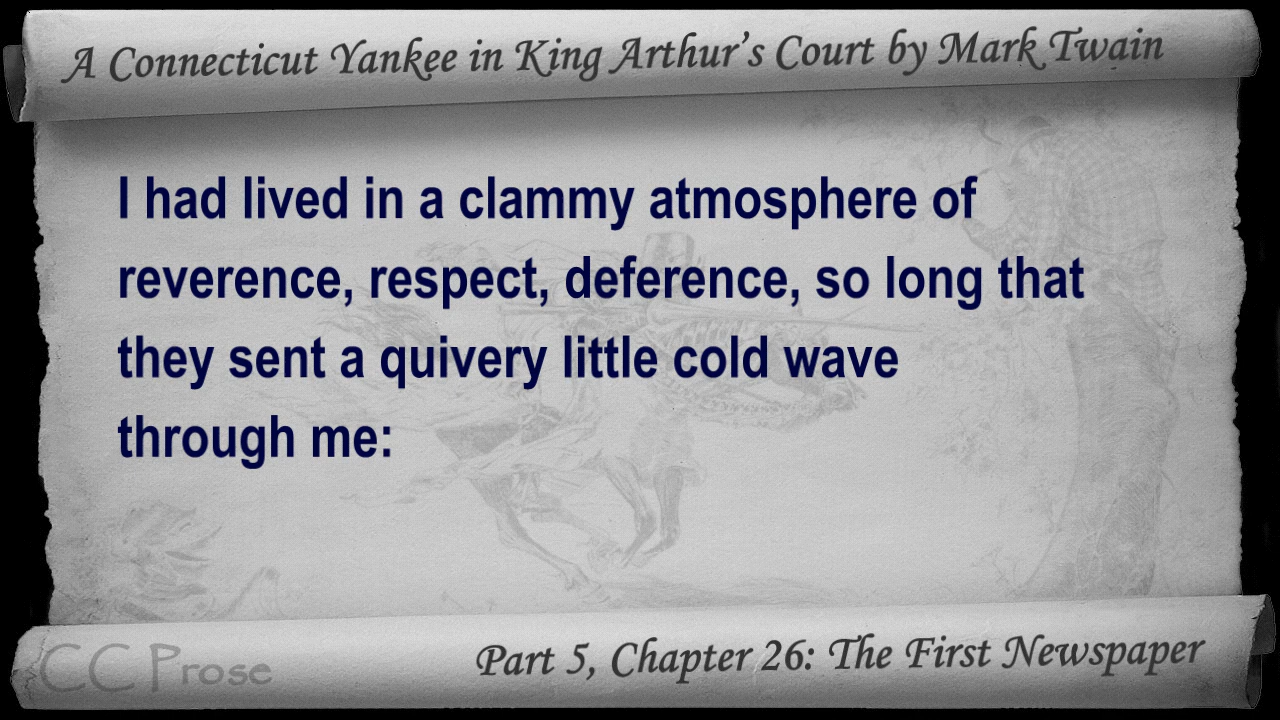 A Connecticut Yankee in King Arthur's Court by Mark Twain
I had lived in a clammy atmosphere of
reverence, respect, deference, so long that
they sent a quivery little cold wave
through me:
CC Prose
Part 5, Chapter 26: The First Newspaper